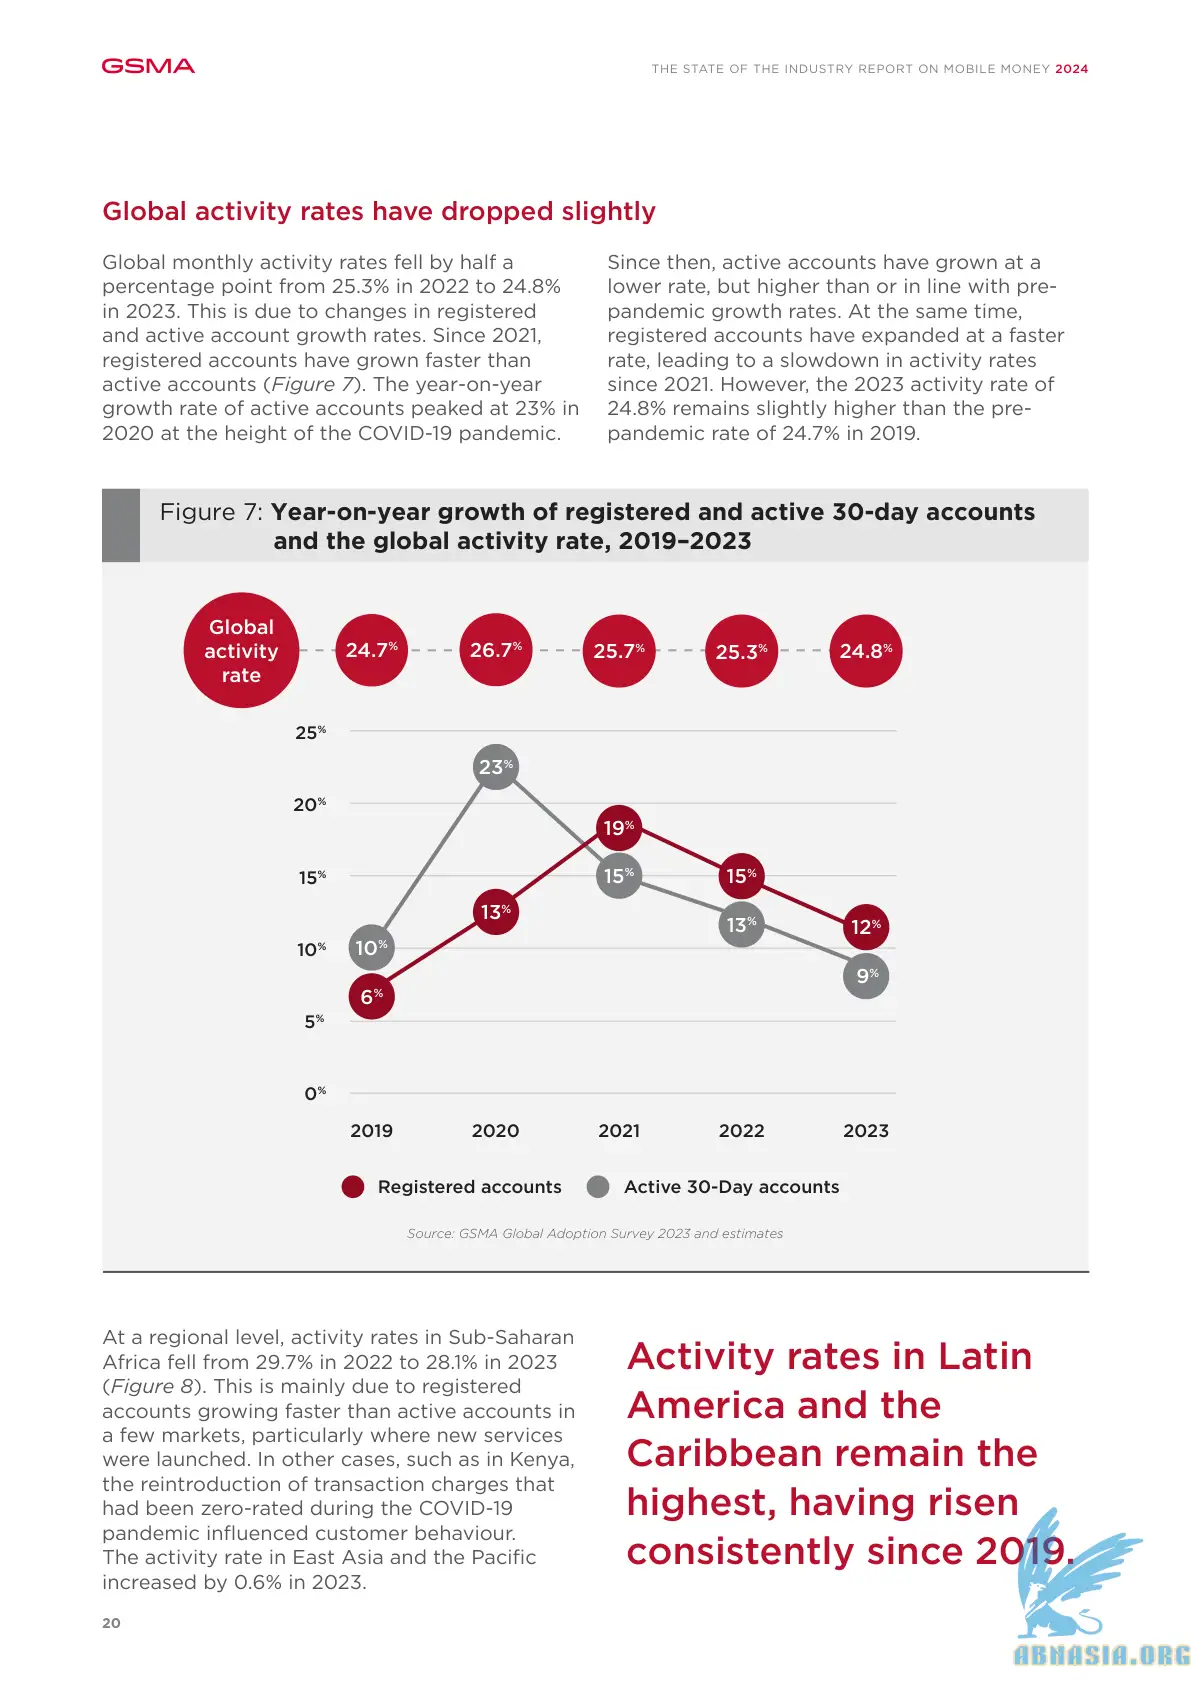 GSMA
THE STATE OF THE INDUSTRY REPORT ON MOBILE MONEY 2024
Global activity rates have dropped slightly
Global monthly activity rates fell by half a
percentage point from 25.3% in 2022 to 24.8%
in 2023. This is due to changes in registered
and active account growth rates. Since 2021,
registered accounts have grown faster than
active accounts (Figure 7). The year-on-year
growth rate of active accounts peaked at 23% in
2020 at the height of the COVID-19 pandemic.
Since then, active accounts have grown at a
lower rate, but higher than or in line with pre-
pandemic growth rates. At the same time,
registered accounts have expanded at a faster
rate, leading to a slowdown in activity rates
since 2021. However, the 2023 activity rate of
24.8% remains slightly higher than the pre-
pandemic rate of 24.7% in 2019.
Figure 7: Year-on-year growth of registered and active 30-day accounts
and the global activity rate, 2019–2023
Global
activity
rate
24.7%
26.7%
25.7%
25.3%
24.8%
25%
20%
15%
10%
5%
0%
23%
19%
15%
15%
13%
13%
12%
10%
9%
6%
2019
2020
2021
2022
2023
Registered accounts
Active 30-Day accounts
Source: GSMA Global Adoption Survey 2023 and estimates
At a regional level, activity rates in Sub-Saharan
Africa fell from 29.7% in 2022 to 28.1% in 2023
(Figure 8). This is mainly due to registered
accounts growing faster than active accounts in
a few markets, particularly where new services
were launched. In other cases, such as in Kenya,
the reintroduction of transaction charges that
had been zero-rated during the COVID-19
pandemic influenced customer behaviour.
The activity rate in East Asia and the Pacific
increased by 0.6% in 2023.
Activity rates in Latin
America and the
Caribbean remain the
highest, having risen
consistently since 2019.
20
ABNASIA.ORG